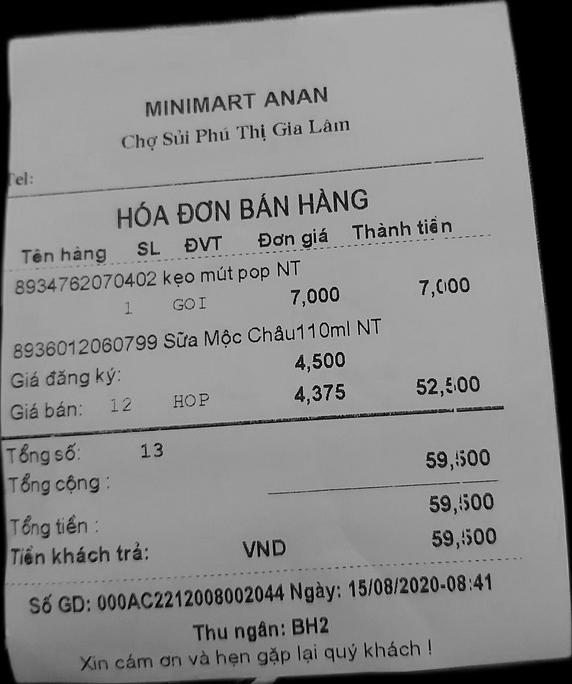 MINIMART ANAN
Chợ Sủi Phú Thị Gia Lâm
Tel:
HÓA ĐƠN BÁN HÀNG
Tên hàng SL ĐVT Đơn giá Thành tiền
8934762070402 kẹo mút pop NT
1 GOI 7,000 7,000
8936012060799 Sữa Mộc Châu110ml NT
Giá đăng ký: 4,500
Giá bán: 12 HOP 4,375 52,500
Tổng số: 13
Tổng cộng : 59,500
Tổng tiền : 59,500
Tiền khách trả: VND 59,500
Số GD: 000AC2212008002044 Ngày: 15/08/2020-08:41
Thu ngân: BH2
Xin cám ơn và hẹn gặp lại quý khách !